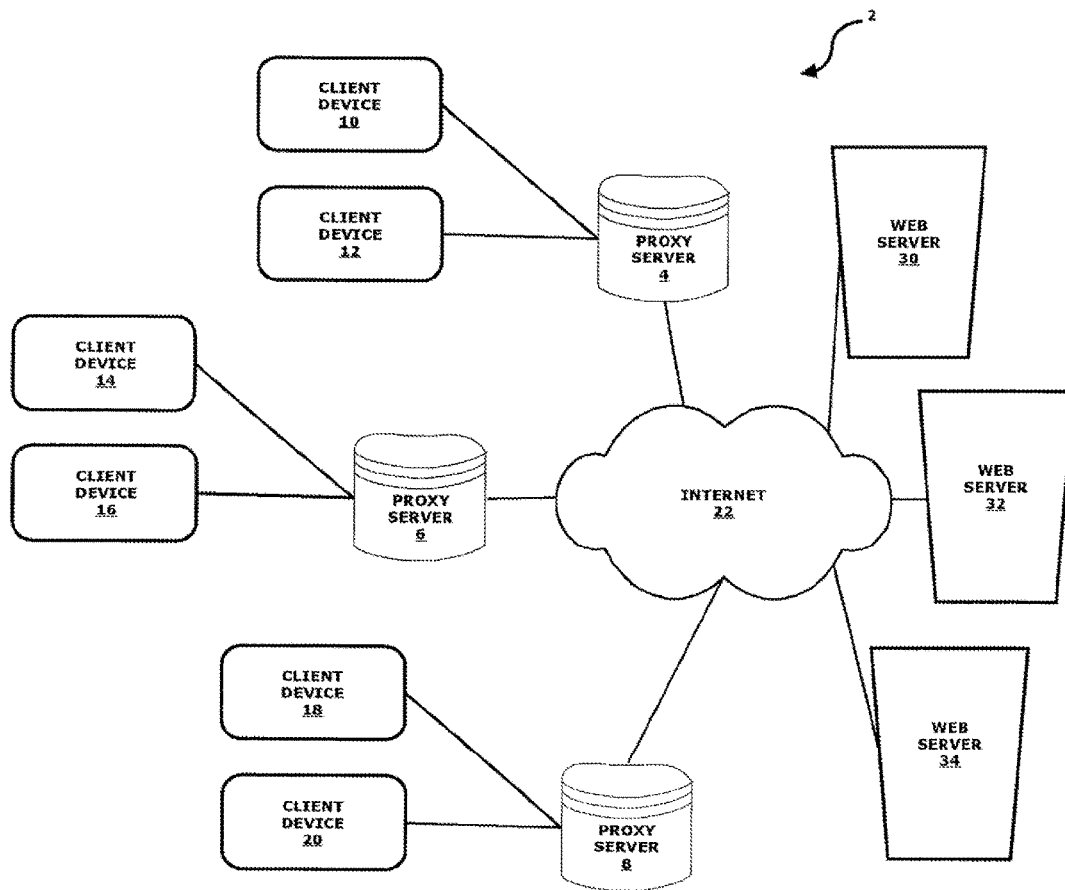 2
CLIENT
DEVICE
10
CLIENT
DEVICE
12
PROXY
SERVER
4
WEB
SERVER
30
CLIENT
DEVICE
14
CLIENT
DEVICE
16
PROXY
SERVER
6
INTERNET
22
WEB
SERVER
32
CLIENT
DEVICE
18
CLIENT
DEVICE
20
PROXY
SERVER
8
WEB
SERVER
34